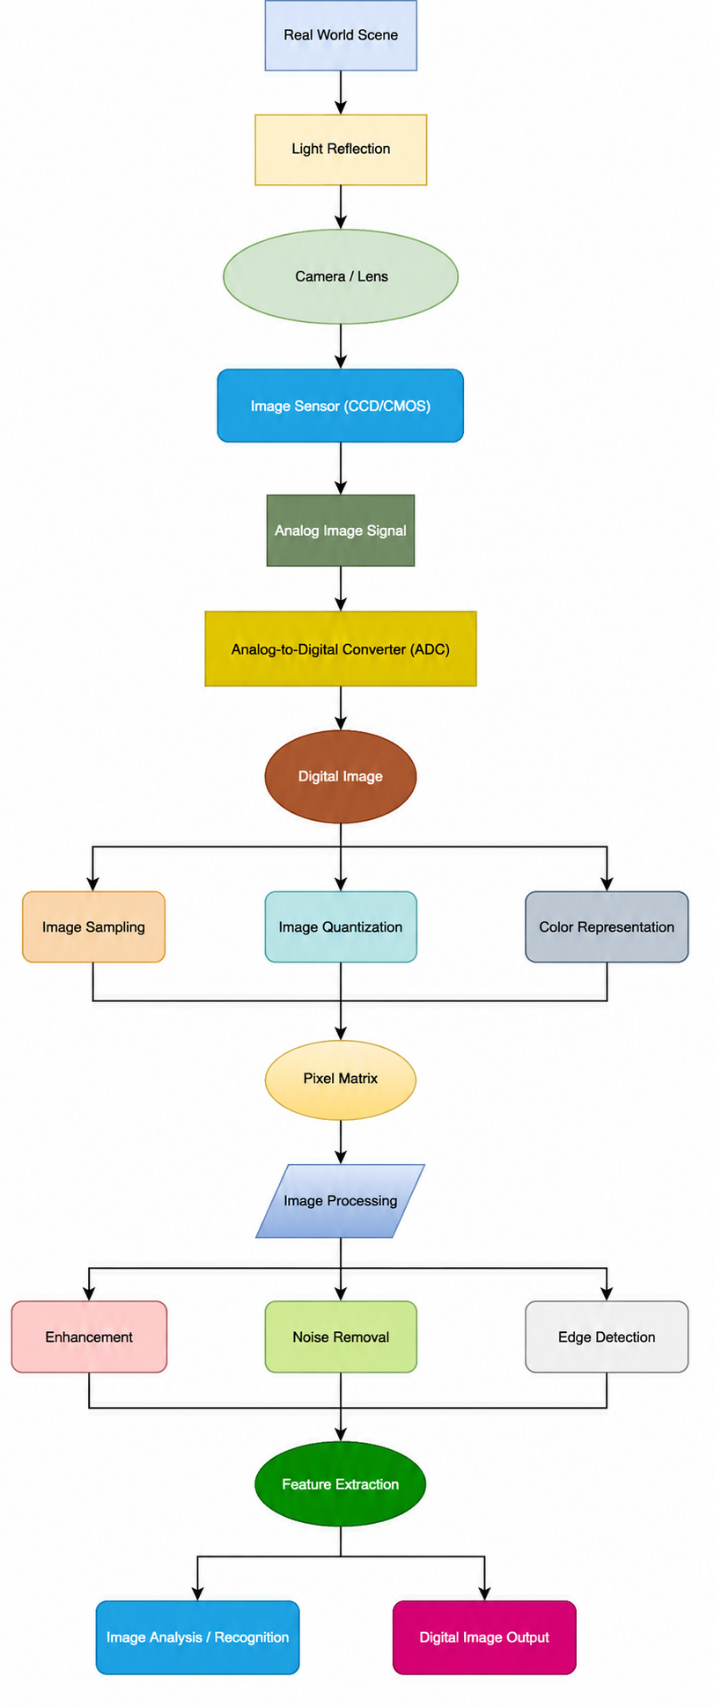 Real World Scene
Light Reflection
Camera / Lens
Image Sensor (CCD/CMOS)
Analog Image Signal
Analog-to-Digital Converter (ADC)
Digital Image
Image Sampling
Image Quantization
Color Representation
Pixel Matrix
Image Processing
Enhancement
Noise Removal
Edge Detection
Feature Extraction
Image Analysis / Recognition
Digital Image Output